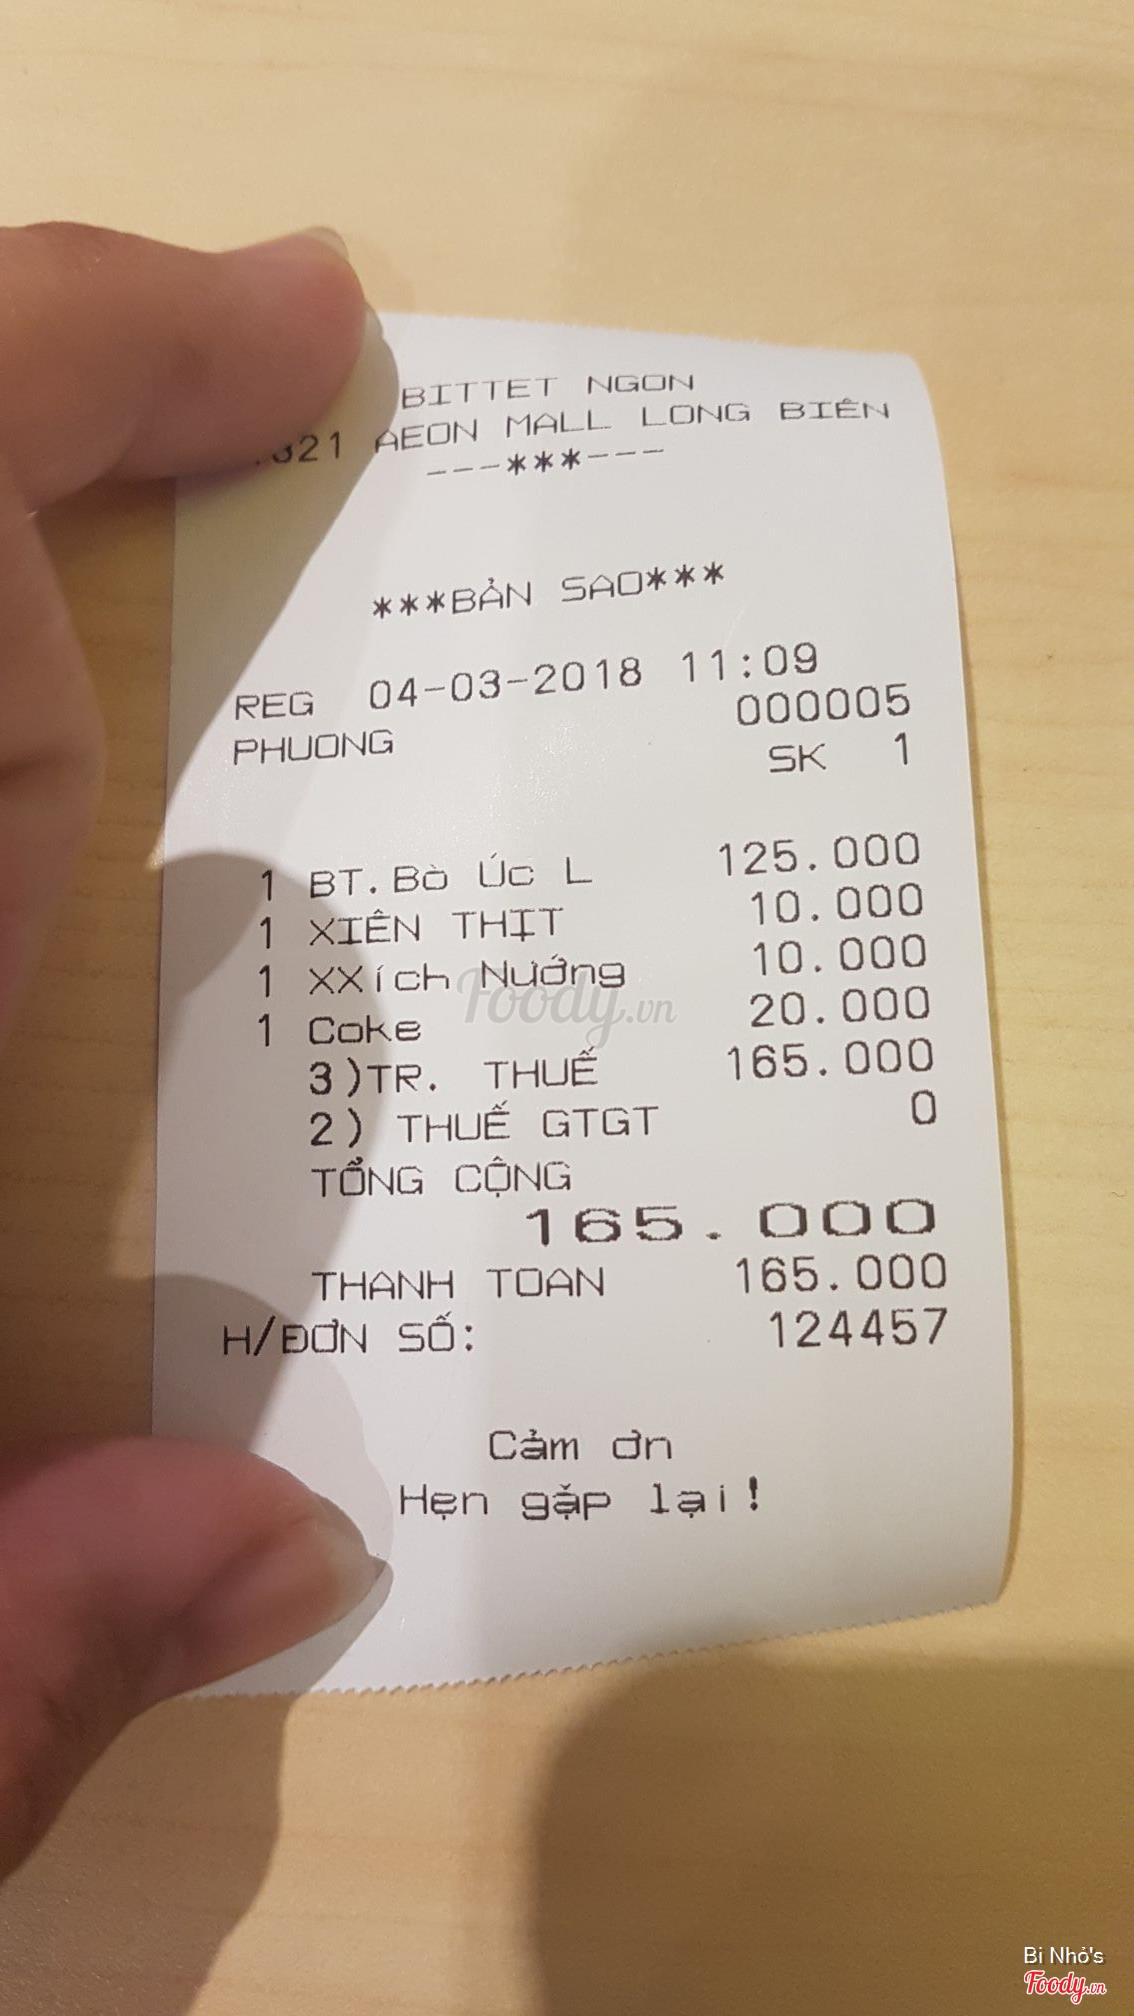 BITTET NGON
321 AEON MALL LONG BIÊN
---***---
***BẢN SAO***
REG 04-03-2018 11:09
000005
PHUONG
SK 1
1 BT.Bò Úc L 125.000
1 XIÊN THỊT 10.000
1 XXích Nướng 10.000
1 Coke 20.000
3)TR. THUẾ 165.000
2) THUẾ GTGT 0
TỔNG CỘNG
165.000
THANH TOAN 165.000
H/ĐƠN SỐ: 124457
Cảm ơn
Hẹn gặp lại!
Foody.vn
Bi Nhỏ's
Foody.vn